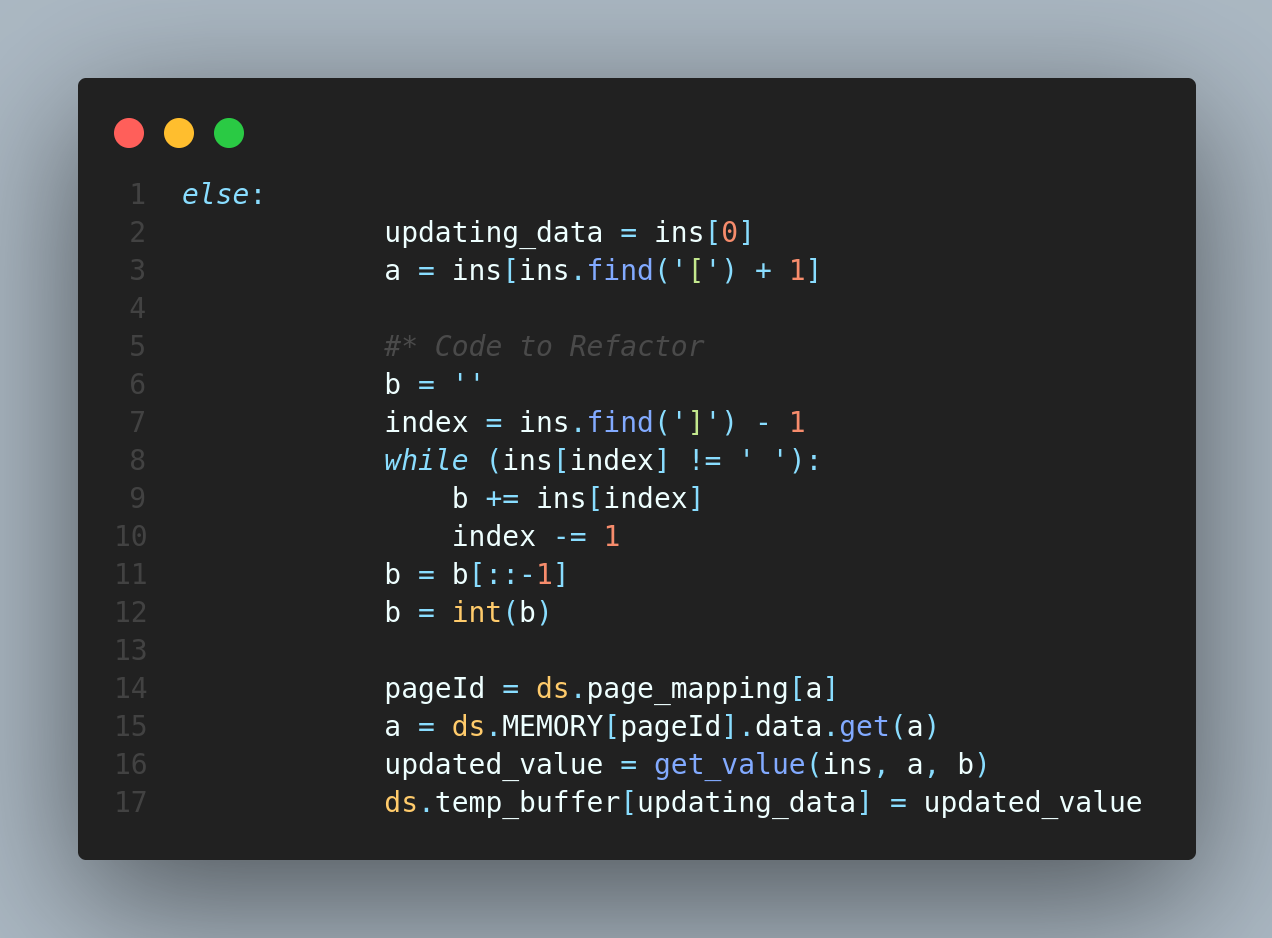 1 else:
2             updating_data = ins[0]
3             a = ins[ins.find('[') + 1]
4
5             #* Code to Refactor
6             b = ''
7             index = ins.find(']') - 1
8             while (ins[index] != ' '):
9                 b += ins[index]
10                 index -= 1
11             b = b[::-1]
12             b = int(b)
13
14             pageId = ds.page_mapping[a]
15             a = ds.MEMORY[pageId].data.get(a)
16             updated_value = get_value(ins, a, b)
17             ds.temp_buffer[updating_data] = updated_value